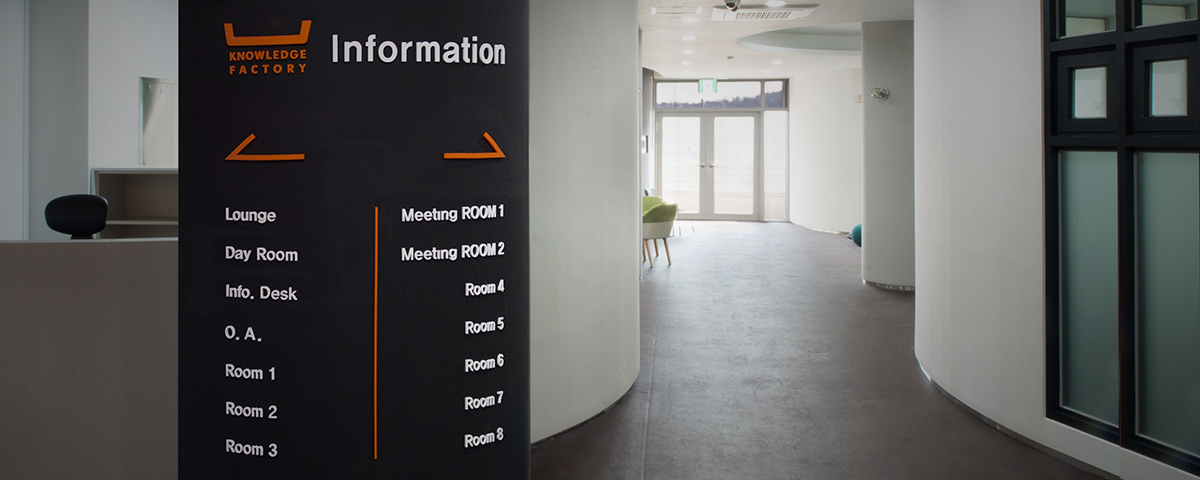 KNOWLEDGE
FACTORY
Information
Lounge
Day Room
Info. Desk
O. A.
Room 1
Room 2
Room 3
Meeting ROOM 1
Meeting ROOM 2
Room 4
Room 5
Room 6
Room 7
Room 8